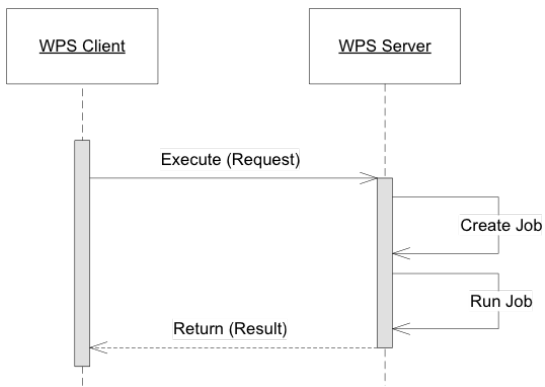 WPS Client
WPS Server
Execute (Request)
Create Job
Run Job
Return (Result)